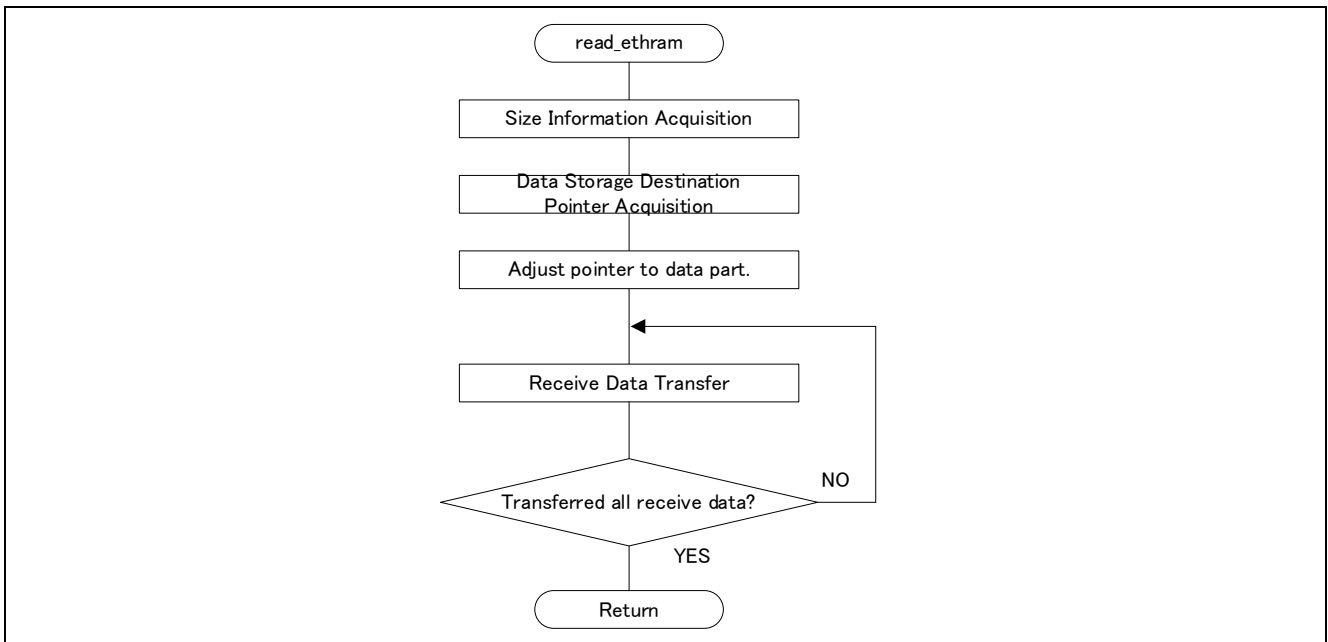 read_ethram
Size Information Acquisition
Data Storage Destination
Pointer Acquisition
Adjust pointer to data part.
Receive Data Transfer
Transferred all receive data?
NO
YES
Return